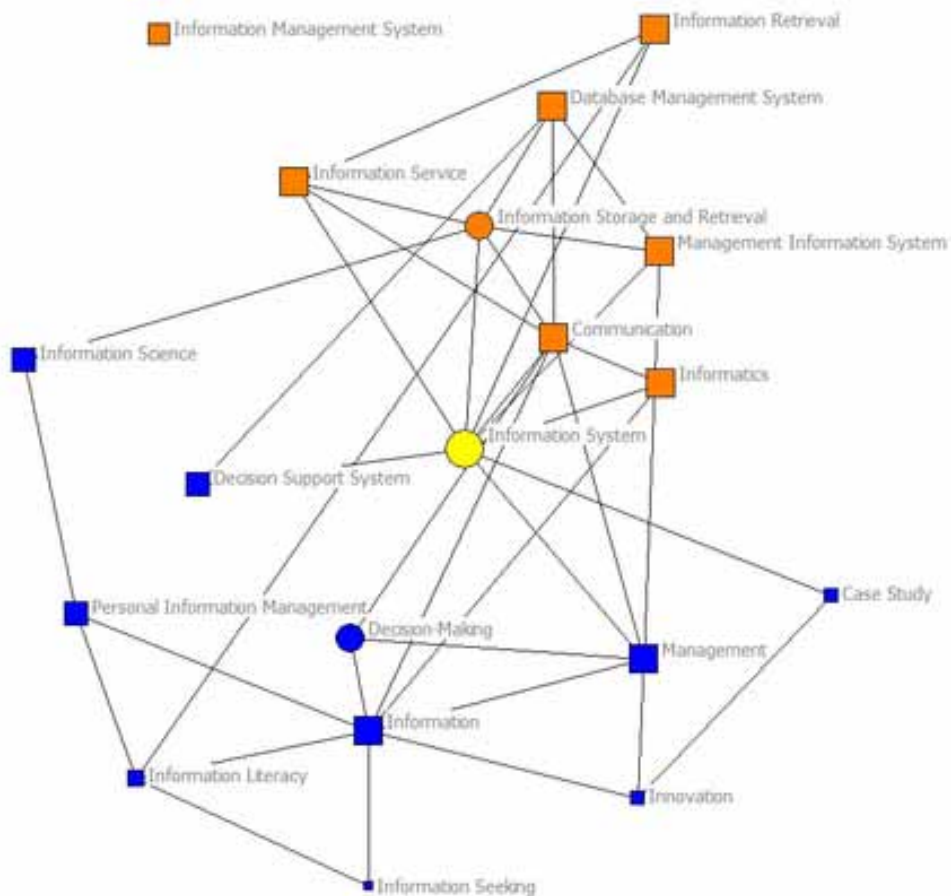 Information Retrieval
Information Management System
Database Management System
Information Service
Information Storage and Retrieval
Management Information System
Communication
Information Science
Informatics
Information System
Decision Support System
Case Study
Personal Information Management
Decision-Making
Management
Information
Information Literacy
Innovation
Information Seeking